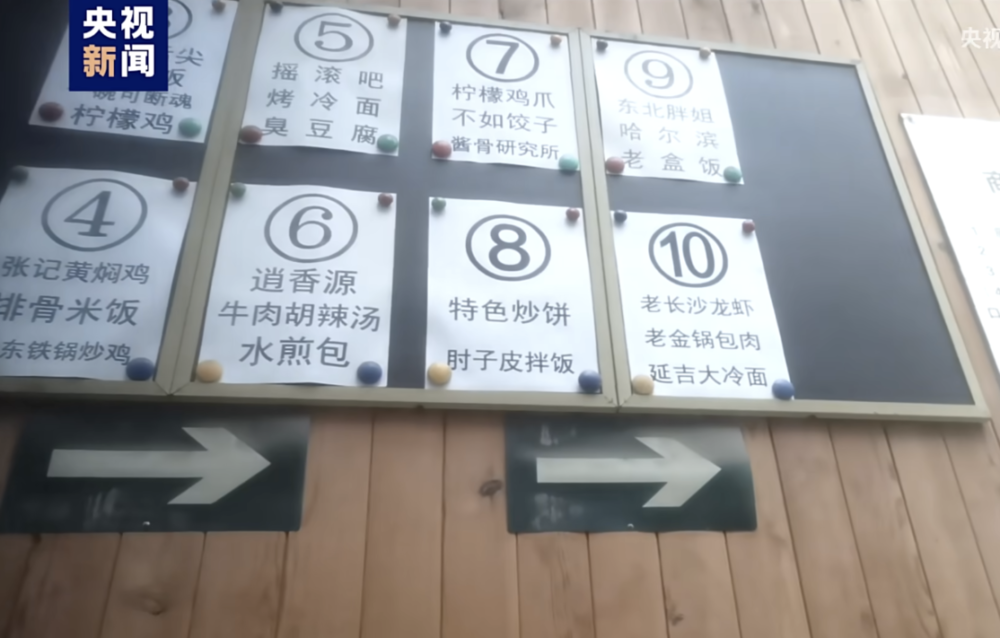 央视
新闻
央视
柠檬鸡
④
张记黄焖鸡
排骨米饭
东铁锅炒鸡
⑤
摇滚吧
烤冷面
臭豆腐
⑥
逍香源
牛肉胡辣汤
水煎包
⑦
柠檬鸡爪
不如饺子
酱骨研究所
⑧
特色炒饼
肘子皮拌饭
⑨
东北胖姐
哈尔滨
老盒饭
⑩
老长沙龙虾
老金锅包肉
延吉大冷面